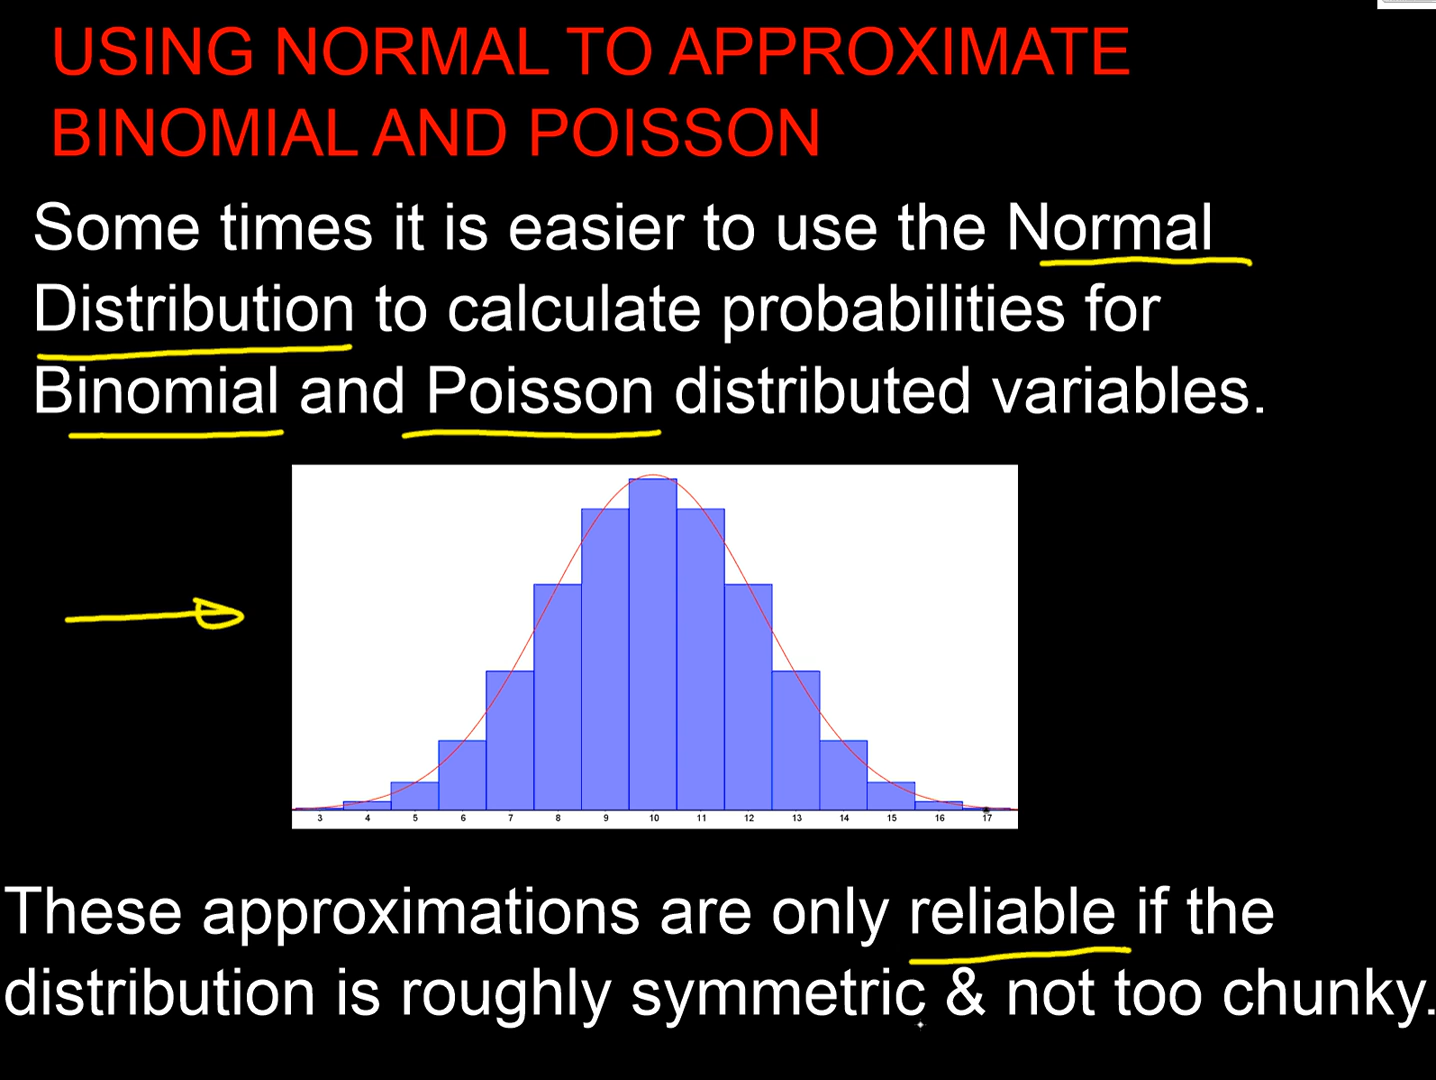 USING NORMAL TO APPROXIMATE
BINOMIAL AND POISSON
Some times it is easier to use the Normal
Distribution to calculate probabilities for
Binomial and Poisson distributed variables.
3 4 5 6 7 8 9 10 11 12 13 14 15 16 17
These approximations are only reliable if the
distribution is roughly symmetric & not too chunky.